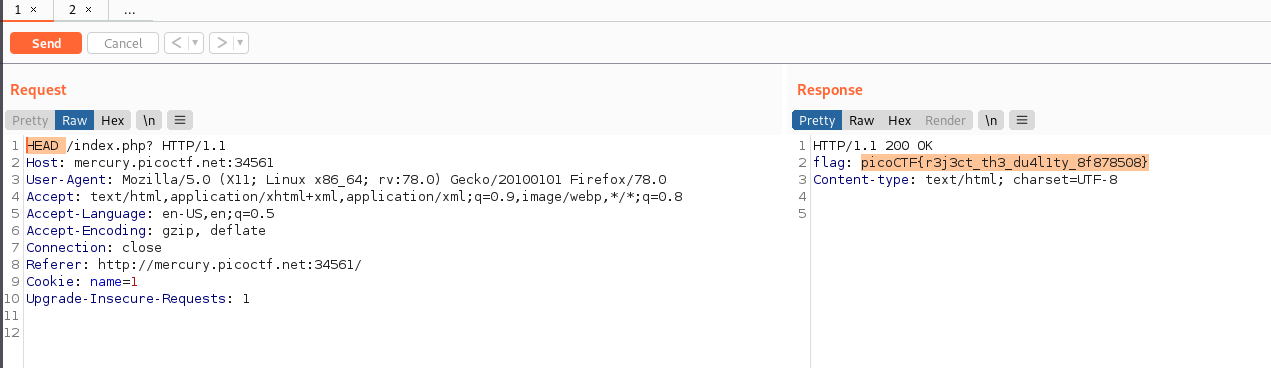 1 × 2 × ...
Send Cancel < ▼ > ▼
Request
Pretty Raw Hex \n ≡
1 HEAD /index.php? HTTP/1.1
2 Host: mercury.picoctf.net:34561
3 User-Agent: Mozilla/5.0 (X11; Linux x86_64; rv:78.0) Gecko/20100101 Firefox/78.0
4 Accept: text/html,application/xhtml+xml,application/xml;q=0.9,image/webp,*/*;q=0.8
5 Accept-Language: en-US,en;q=0.5
6 Accept-Encoding: gzip, deflate
7 Connection: close
8 Referer: http://mercury.picoctf.net:34561/
9 Cookie: name=1
10 Upgrade-Insecure-Requests: 1
11
12
Response
Pretty Raw Hex Render \n ≡
1 HTTP/1.1 200 OK
2 flag: picoCTF{r3j3ct_th3_du4l1ty_8f878508}
3 Content-type: text/html; charset=UTF-8
4
5